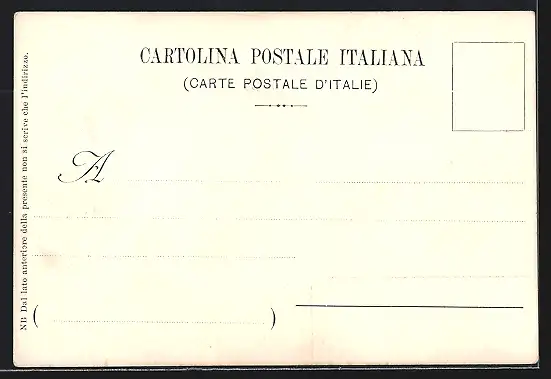 CARTOLINA POSTALE ITALIANA
(CARTE POSTALE D'ITALIE)
A
( )
NB Dal lato anteriore della presente non si scrive che l'indirizzo.